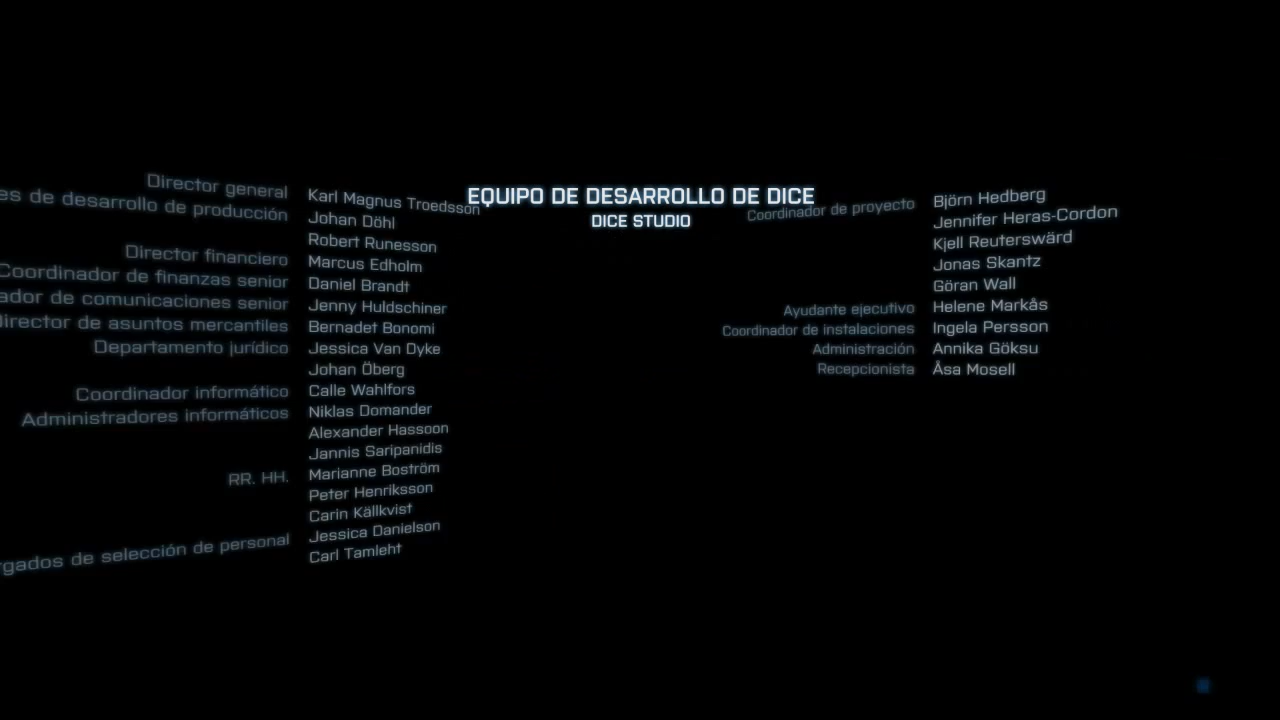 EQUIPO DE DESARROLLO DE DICE
DICE STUDIO
Director general Karl Magnus Troedsson
es de desarrollo de producción Johan Döhl
Robert Runesson
Director financiero Marcus Edholm
Coordinador de finanzas senior Daniel Brandt
ador de comunicaciones senior Jenny Huldschiner
director de asuntos mercantiles Bernadet Bonomi
Departamento jurídico Jessica Van Dyke
Johan Öberg
Coordinador informático Calle Wahlfors
Administradores informáticos Niklas Domander
Alexander Hassoon
Jannis Saripanidis
RR. HH. Marianne Boström
Peter Henriksson
Carin Källkvist
rgados de selección de personal Jessica Danielson
Carl Tamleht
Coordinador de proyecto Björn Hedberg
Jennifer Heras-Cordon
Kjell Reuterswärd
Jonas Skantz
Göran Wall
Ayudante ejecutivo Helene Markås
Coordinador de instalaciones Ingela Persson
Administración Annika Göksu
Recepcionista Åsa Mosell